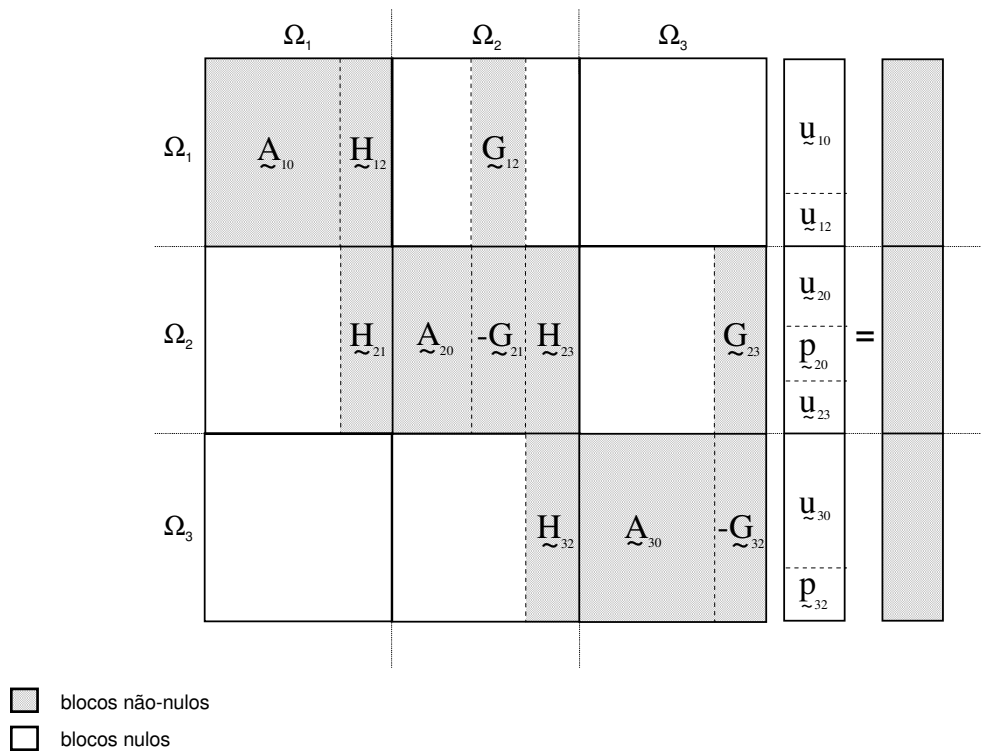 Ω₁ Ω₂ Ω₃
Ω₁ A₁₀ H₁₂ G₁₂ u₁₀
u₁₂
Ω₂ H₂₁ A₂₀ -G₂₁ H₂₃ G₂₃ u₂₀
p₂₀ =
u₂₃
Ω₃ H₃₂ A₃₀ -G₃₂ u₃₀
p₃₂
blocos não-nulos
blocos nulos